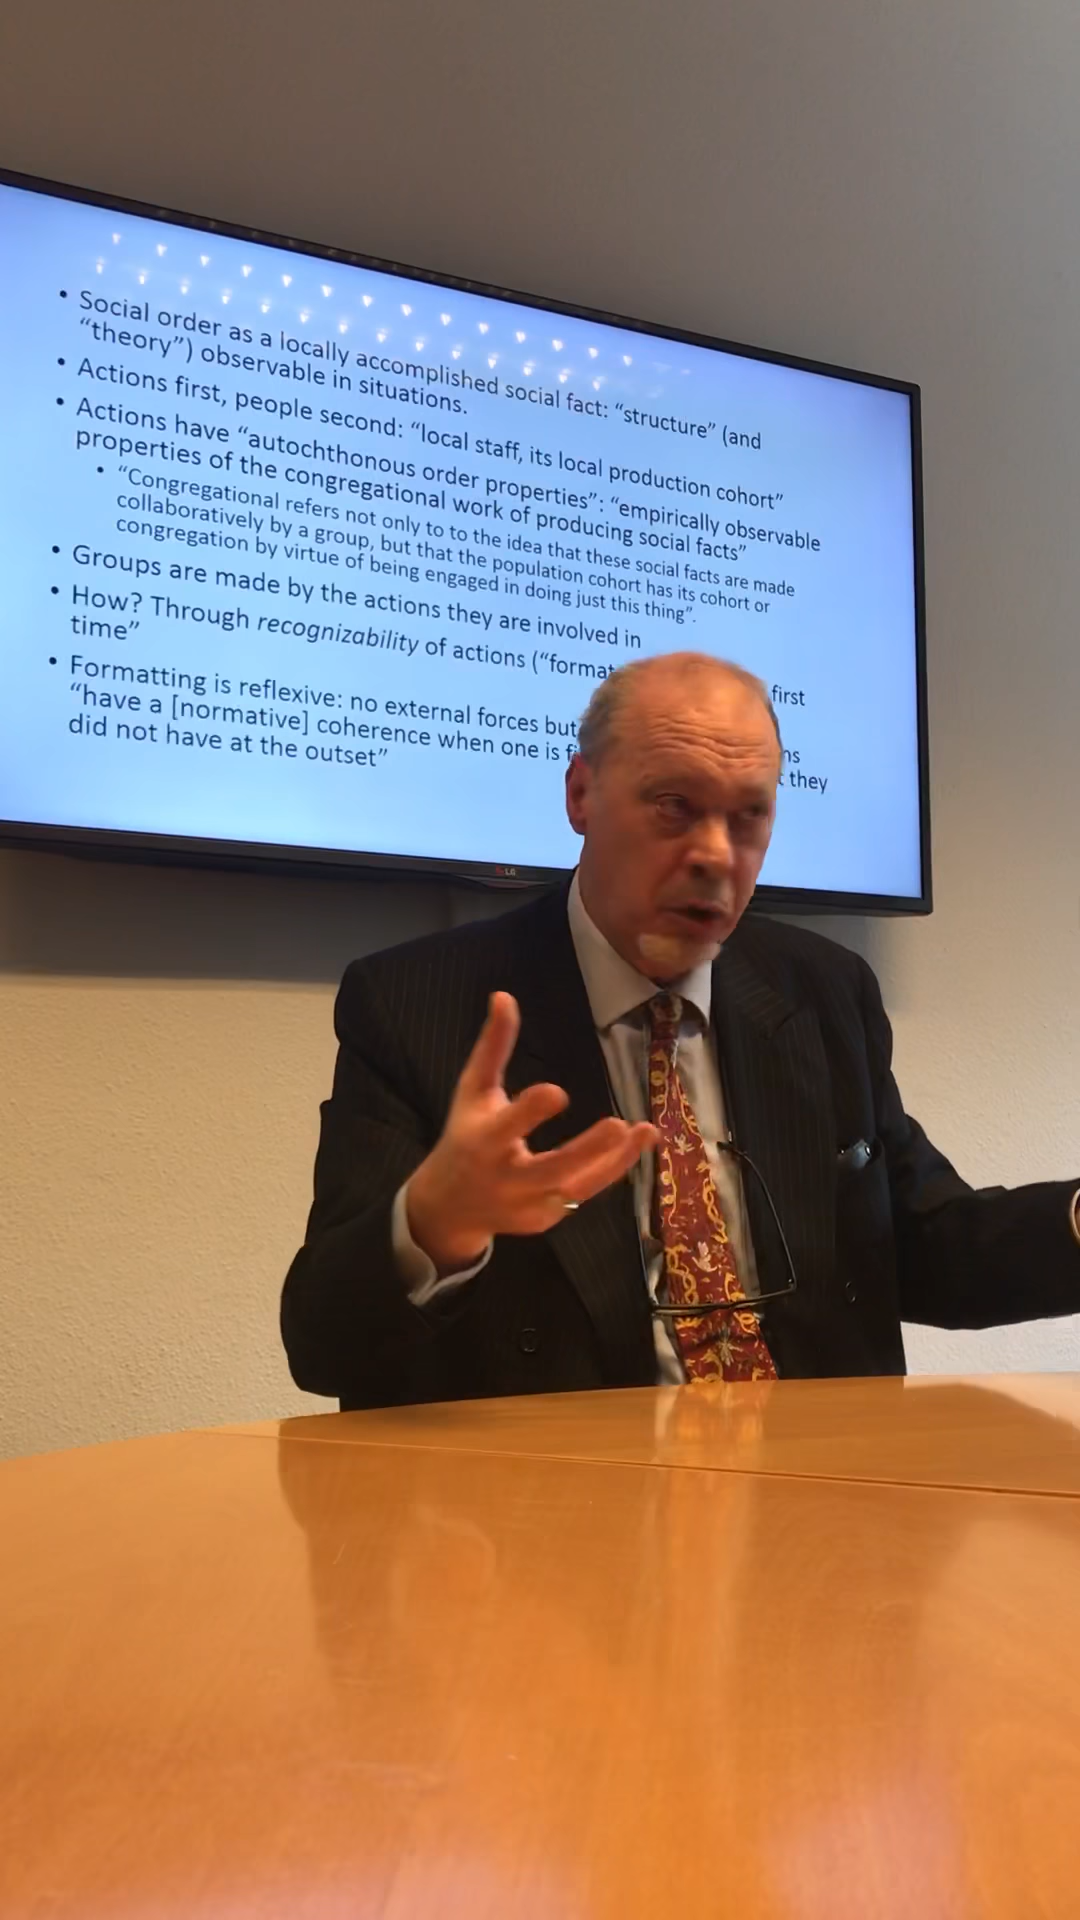 • Social order as a locally accomplished social fact: “structure” (and
“theory”) observable in situations.
• Actions first, people second: “local staff, its local production cohort”
• Actions have “autochthonous order properties”: “empirically observable
properties of the congregational work of producing social facts”
• “Congregational refers not only to to the idea that these social facts are made
collaboratively by a group, but that the population cohort has its cohort or
congregation by virtue of being engaged in doing just this thing”.
• Groups are made by the actions they are involved in
• How? Through recognizability of actions (“format first
time”
• Formatting is reflexive: no external forces but
“have a [normative] coherence when one is they
did not have at the outset”
LG